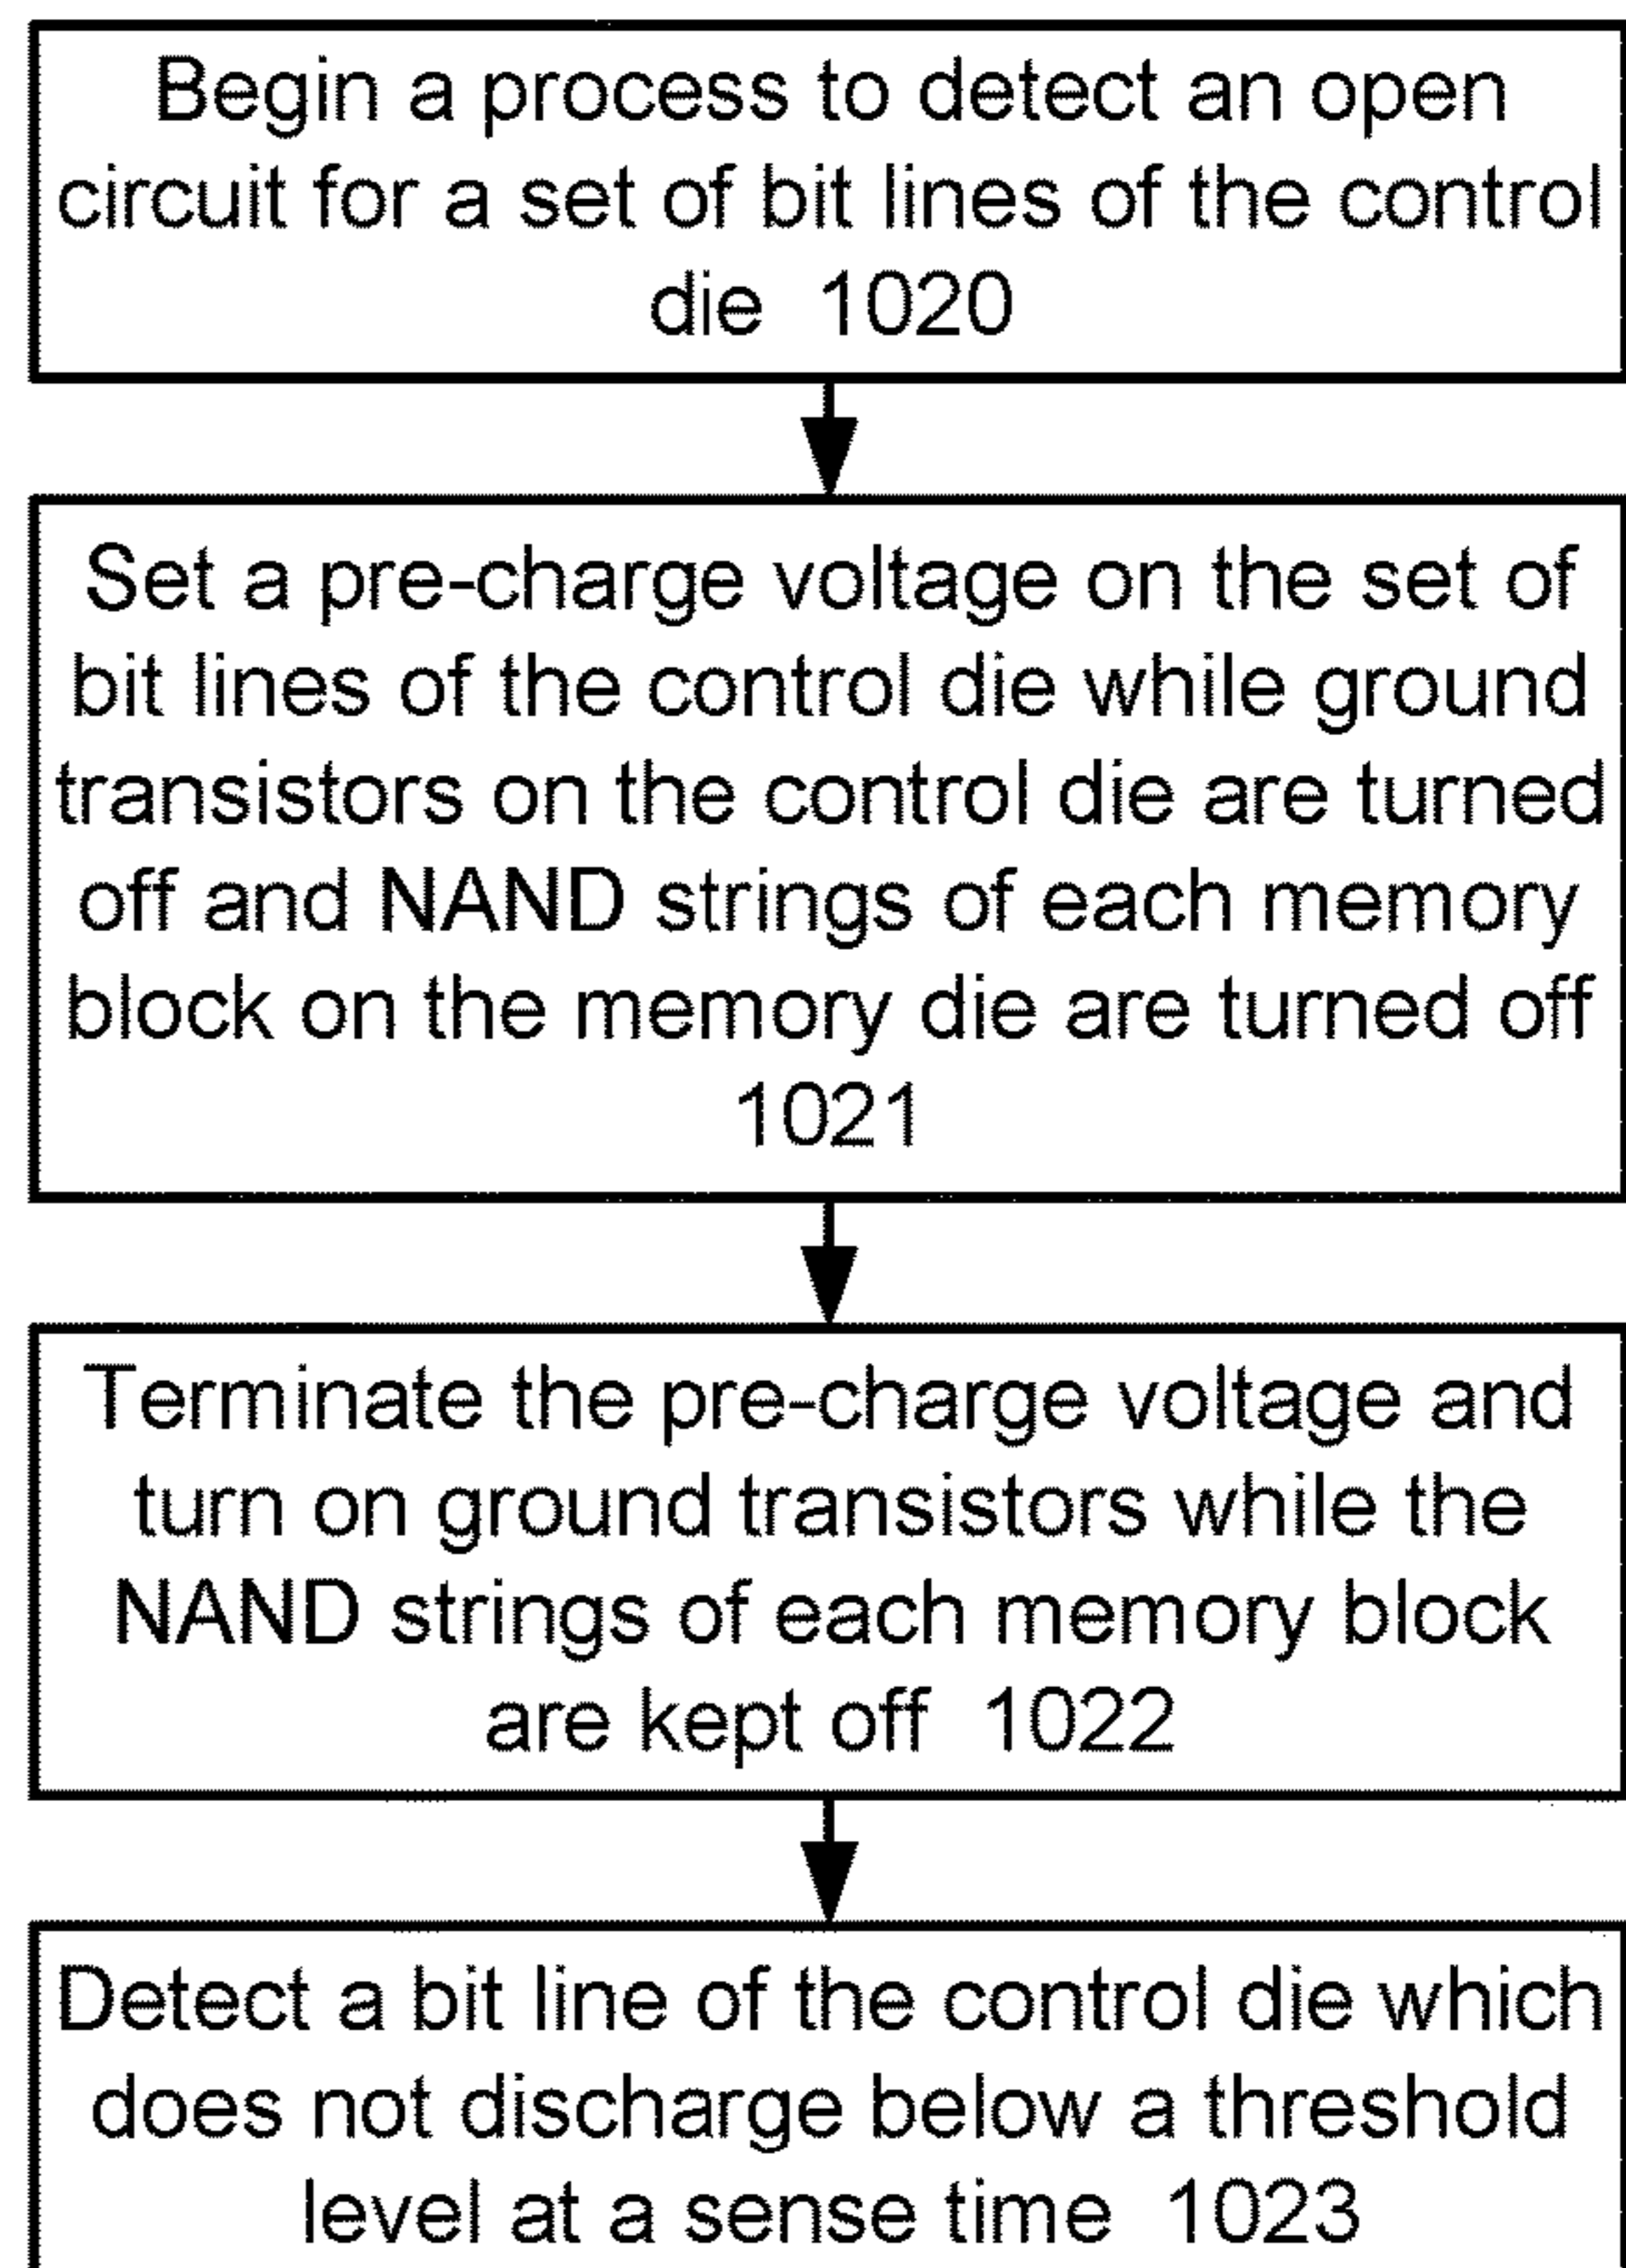 Begin a process to detect an open
circuit for a set of bit lines of the control
die 1020
Set a pre-charge voltage on the set of
bit lines of the control die while ground
transistors on the control die are turned
off and NAND strings of each memory
block on the memory die are turned off
1021
Terminate the pre-charge voltage and
turn on ground transistors while the
NAND strings of each memory block
are kept off 1022
Detect a bit line of the control die which
does not discharge below a threshold
level at a sense time 1023